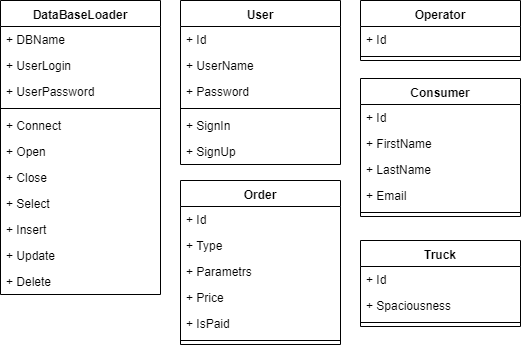 DataBaseLoader
+ DBName
+ UserLogin
+ UserPassword
+ Connect
+ Open
+ Close
+ Select
+ Insert
+ Update
+ Delete
User
+ Id
+ UserName
+ Password
+ SignIn
+ SignUp
Order
+ Id
+ Type
+ Parametrs
+ Price
+ IsPaid
Operator
+ Id
Consumer
+ Id
+ FirstName
+ LastName
+ Email
Truck
+ Id
+ Spaciousness